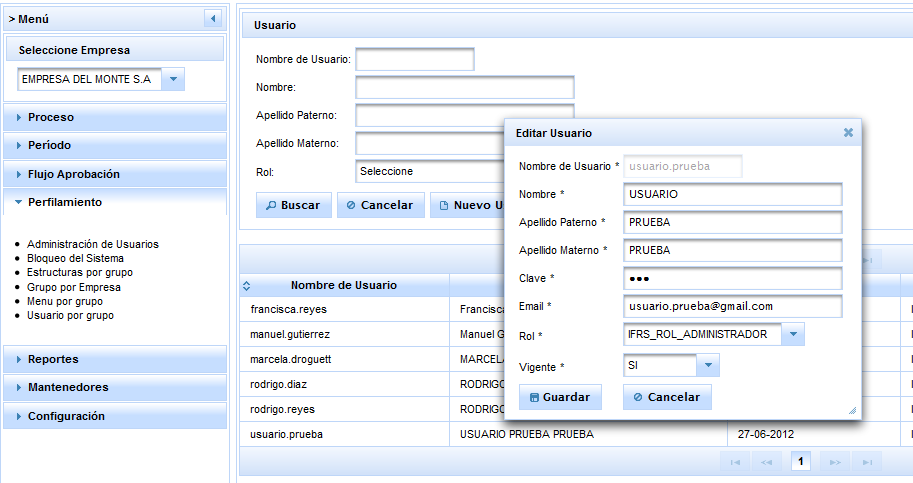 > Menú
Seleccione Empresa
EMPRESA DEL MONTE S.A
Proceso
Periodo
Flujo Aprobación
Perfilamiento
Administración de Usuarios
Bloqueo del Sistema
Estructuras por grupo
Grupo por Empresa
Menu por grupo
Usuario por grupo
Reportes
Mantenedores
Configuración
Usuario
Nombre de Usuario:
Nombre:
Apellido Paterno:
Apellido Materno:
Rol: Seleccione
Buscar Cancelar Nuevo U
Nombre de Usuario
francisca.reyes Francisca
manuel.gutierrez Manuel G
marcela.droguett MARCELA
rodrigo.diaz RODRIGO
rodrigo.reyes RODRIGO
usuario.prueba USUARIO PRUEBA PRUEBA 27-06-2012
1
Editar Usuario
Nombre de Usuario * usuario.prueba
Nombre * USUARIO
Apellido Paterno * PRUEBA
Apellido Materno * PRUEBA
Clave * •••
Email * usuario.prueba@gmail.com
Rol * IFRS_ROL_ADMINISTRADOR
Vigente * SI
Guardar Cancelar